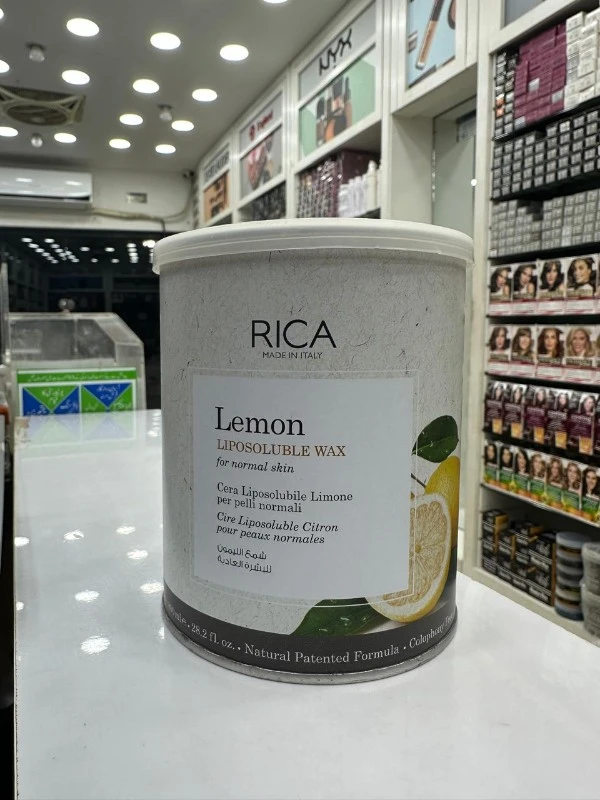 NYX
RICA
MADE IN ITALY
Lemon
LIPOSOLUBLE WAX
for normal skin
Cera Liposolubile Limone
per pelli normali
Cire Liposoluble Citron
pour peaux normales
شمع الليمون
للبشرة العادية
28.2 fl. oz. • Natural Patented Formula • Colophony